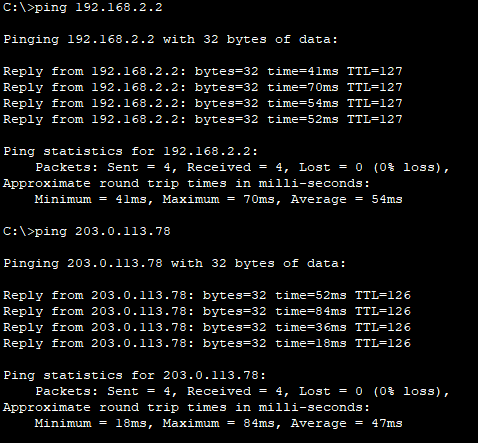 C:\>ping 192.168.2.2
Pinging 192.168.2.2 with 32 bytes of data:
Reply from 192.168.2.2: bytes=32 time=41ms TTL=127
Reply from 192.168.2.2: bytes=32 time=70ms TTL=127
Reply from 192.168.2.2: bytes=32 time=54ms TTL=127
Reply from 192.168.2.2: bytes=32 time=52ms TTL=127
Ping statistics for 192.168.2.2:
    Packets: Sent = 4, Received = 4, Lost = 0 (0% loss),
Approximate round trip times in milli-seconds:
    Minimum = 41ms, Maximum = 70ms, Average = 54ms
C:\>ping 203.0.113.78
Pinging 203.0.113.78 with 32 bytes of data:
Reply from 203.0.113.78: bytes=32 time=52ms TTL=126
Reply from 203.0.113.78: bytes=32 time=84ms TTL=126
Reply from 203.0.113.78: bytes=32 time=36ms TTL=126
Reply from 203.0.113.78: bytes=32 time=18ms TTL=126
Ping statistics for 203.0.113.78:
    Packets: Sent = 4, Received = 4, Lost = 0 (0% loss),
Approximate round trip times in milli-seconds:
    Minimum = 18ms, Maximum = 84ms, Average = 47ms